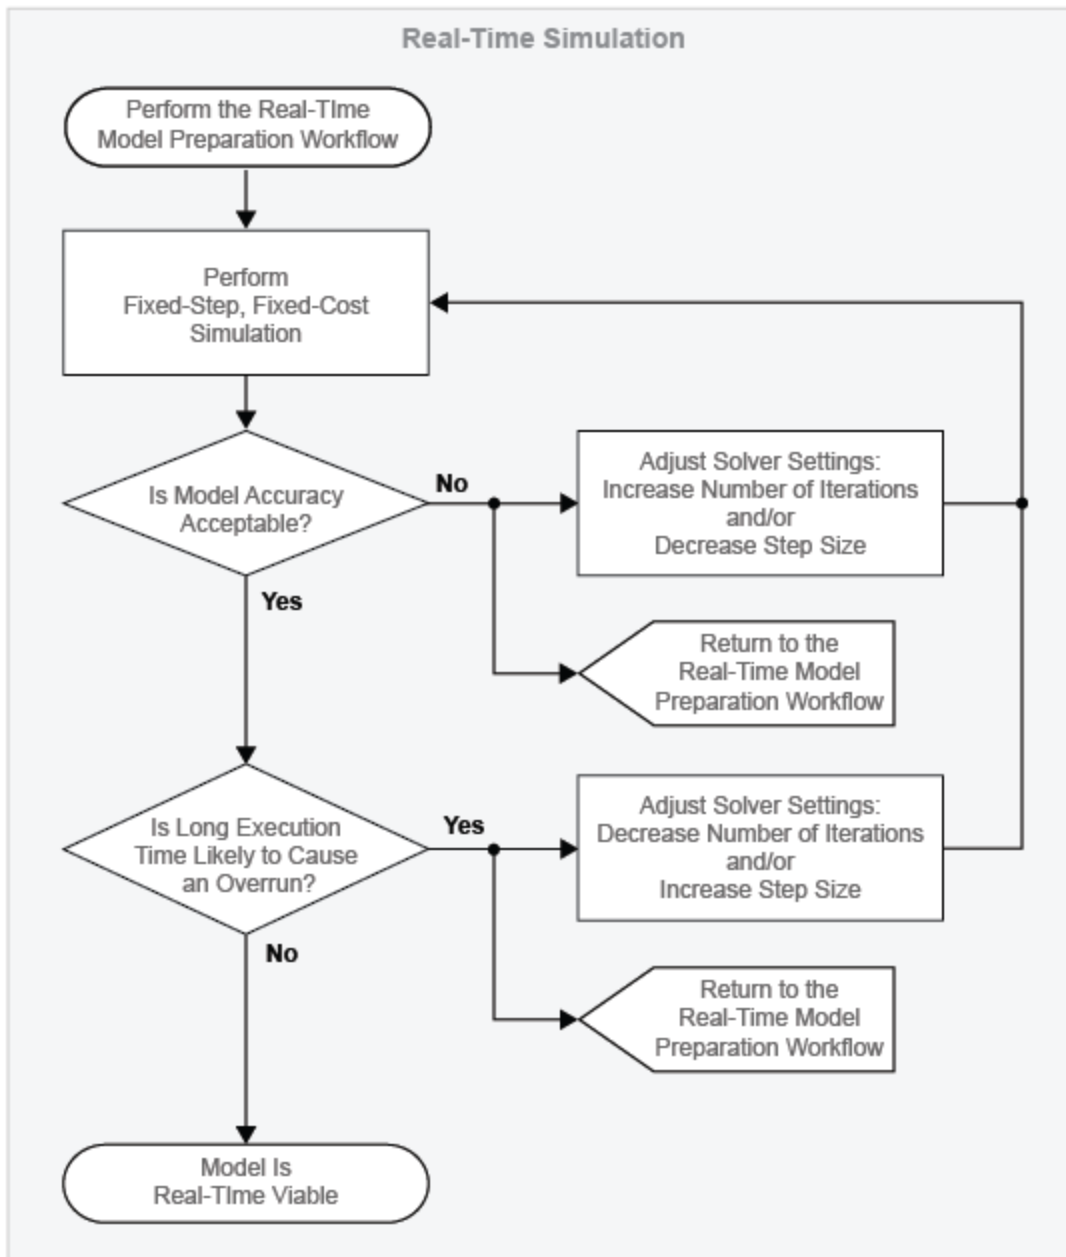 Real-Time Simulation
Perform the Real-TIme
Model Preparation Workflow
Perform
Fixed-Step, Fixed-Cost
Simulation
Is Model Accuracy
Acceptable?
No
Adjust Solver Settings:
Increase Number of Iterations
and/or
Decrease Step Size
Yes
Return to the
Real-Time Model
Preparation Workflow
Is Long Execution
Time Likely to Cause
an Overrun?
Yes
Adjust Solver Settings:
Decrease Number of Iterations
and/or
Increase Step Size
No
Return to the
Real-Time Model
Preparation Workflow
Model Is
Real-TIme Viable